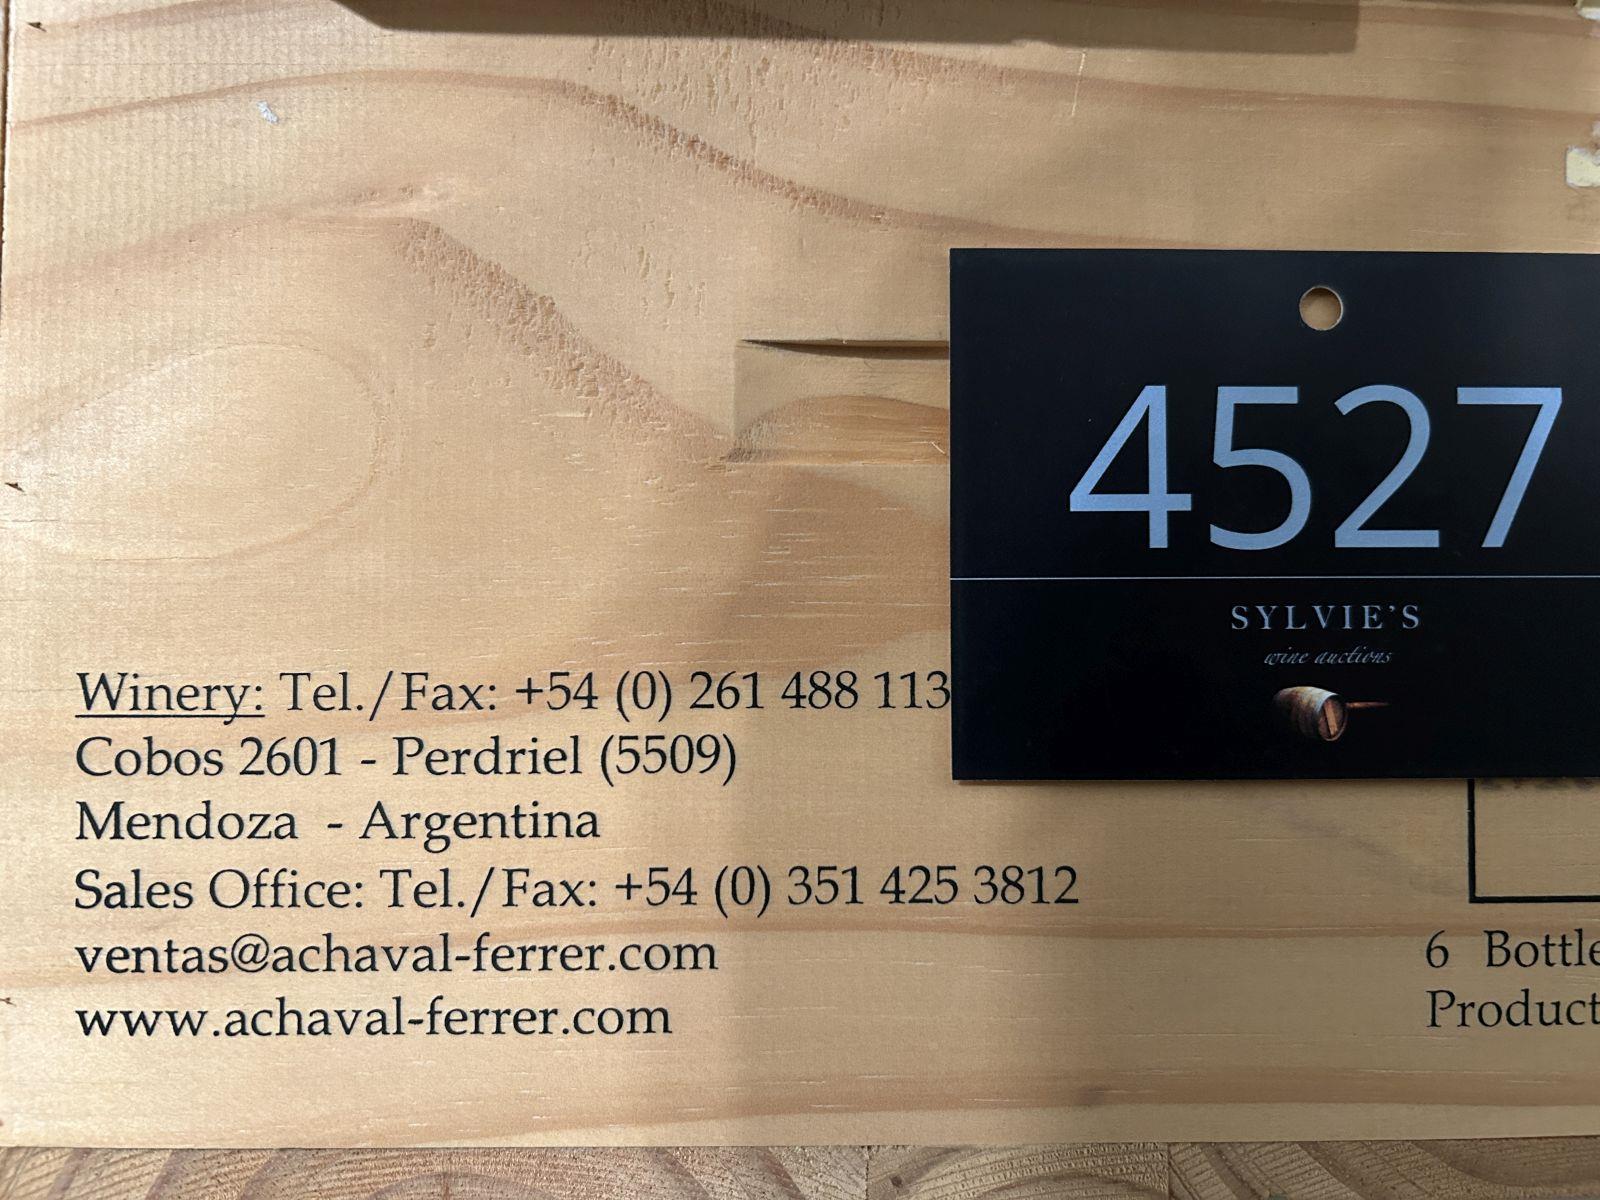 4527
SYLVIE'S
wine auctions
Winery: Tel./Fax: +54 (0) 261 488 113
Cobos 2601 - Perdriel (5509)
Mendoza - Argentina
Sales Office: Tel./Fax: +54 (0) 351 425 3812
ventas@achaval-ferrer.com
www.achaval-ferrer.com
6 Bottle
Product